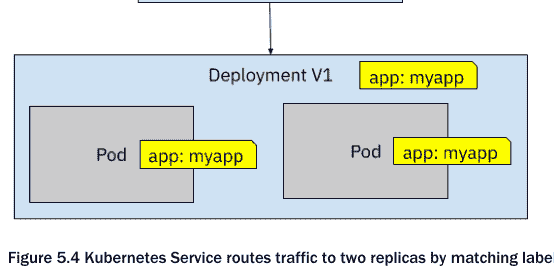 Deployment V1 app: myapp
Pod app: myapp Pod app: myapp
Figure 5.4 Kubernetes Service routes traffic to two replicas by matching labe